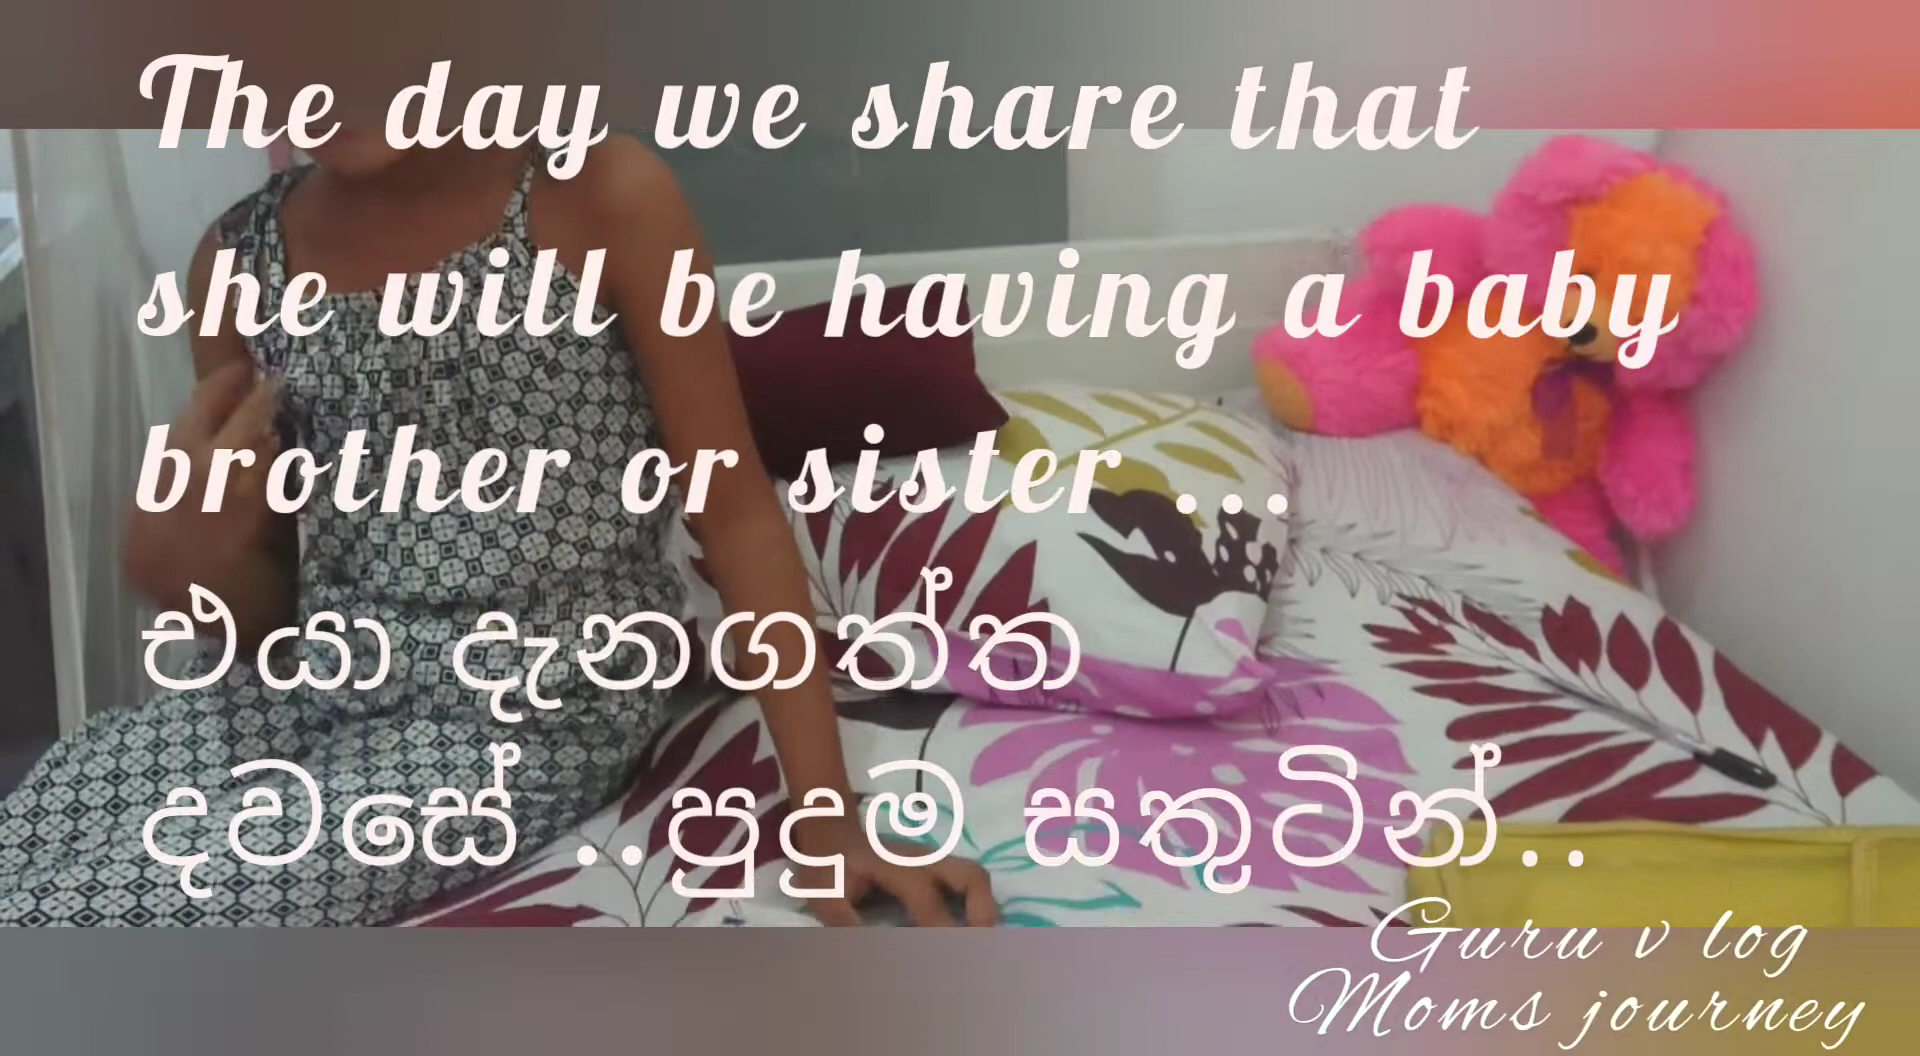 The day we share that
she will be having a baby
brother or sister ...
එයා දැනගත්ත
දවසේ ..පුදුම සතුටින්..
Guru v log
Moms journey